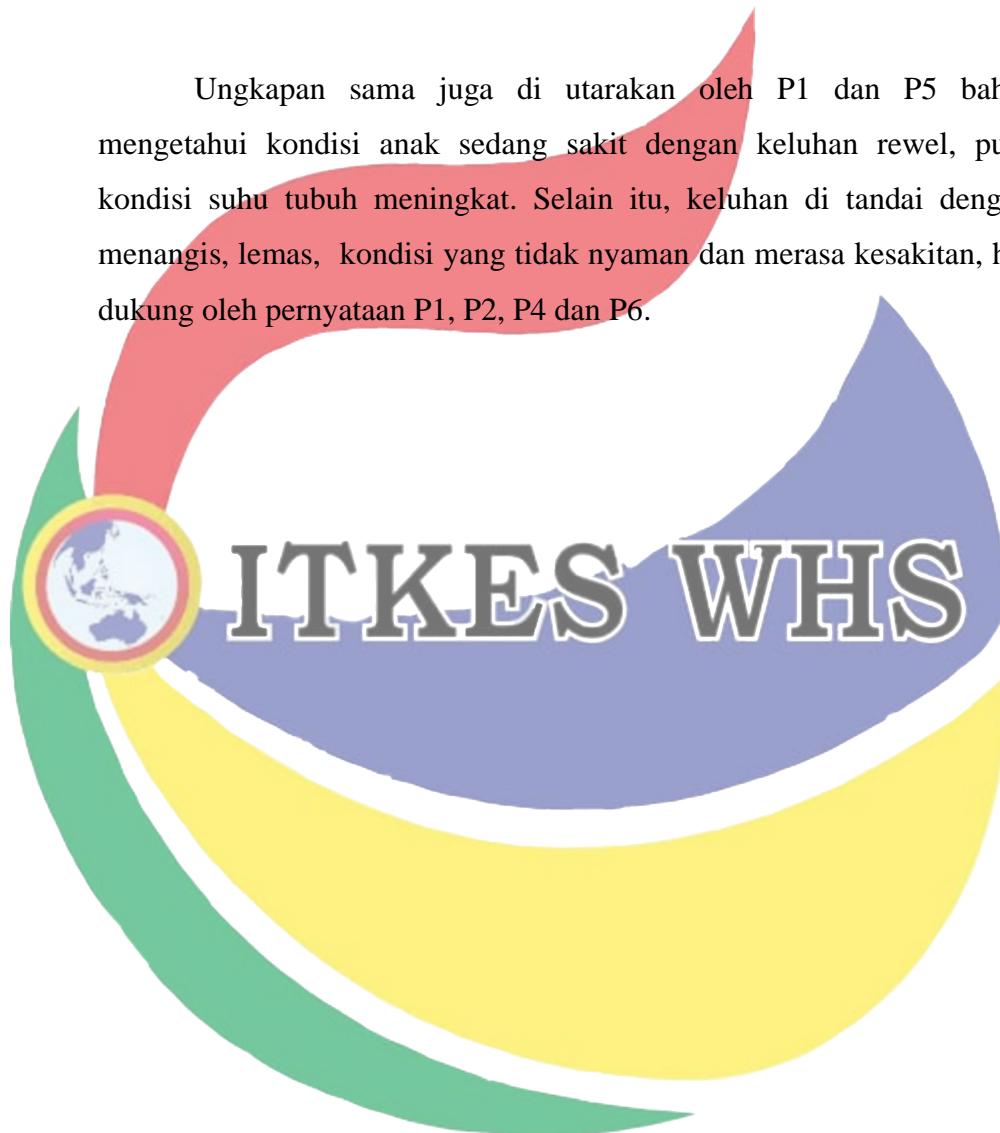 Ungkapan sama juga di utarakan oleh P1 dan P5
mengetahui kondisi anak sedang sakit dengan keluhan rewel,
kondisi suhu tubuh meningkat. Selain itu, keluhan di tandai
menangis, lemas, kondisi yang tidak nyaman dan merasa kesakitan,
dukung oleh pernyataan P1, P2, P4 dan P6.
ITKES WHS